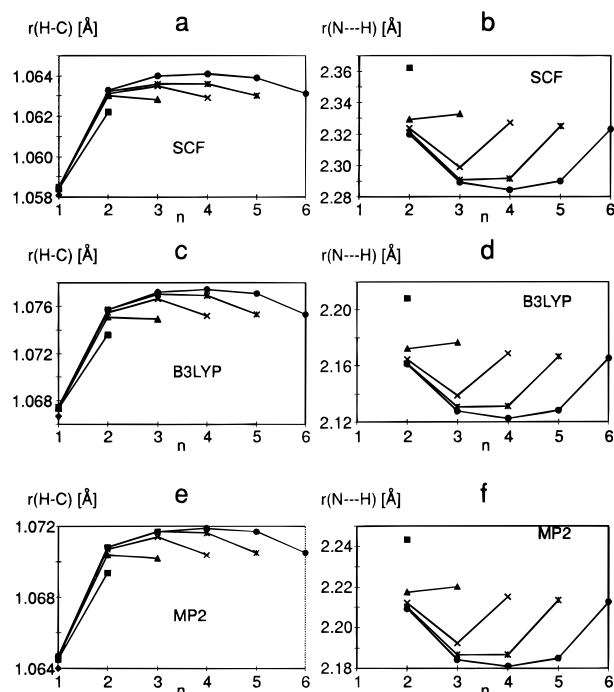 a
b
r(H-C) [Å]
r(N---H) [Å]
1.064
1.062
1.060
1.058
SCF
1
2
3
4
5
6
n
2.36
2.33
2.30
2.28
SCF
1
2
3
4
5
6
n
c
d
r(H-C) [Å]
r(N---H) [Å]
1.076
1.072
1.068
B3LYP
1
2
3
4
5
6
n
2.20
2.16
2.12
B3LYP
1
2
3
4
5
6
n
e
f
r(H-C) [Å]
r(N---H) [Å]
1.072
1.068
1.064
MP2
1
2
3
4
5
6
n
2.24
2.22
2.20
2.18
MP2
1
2
3
4
5
6
n